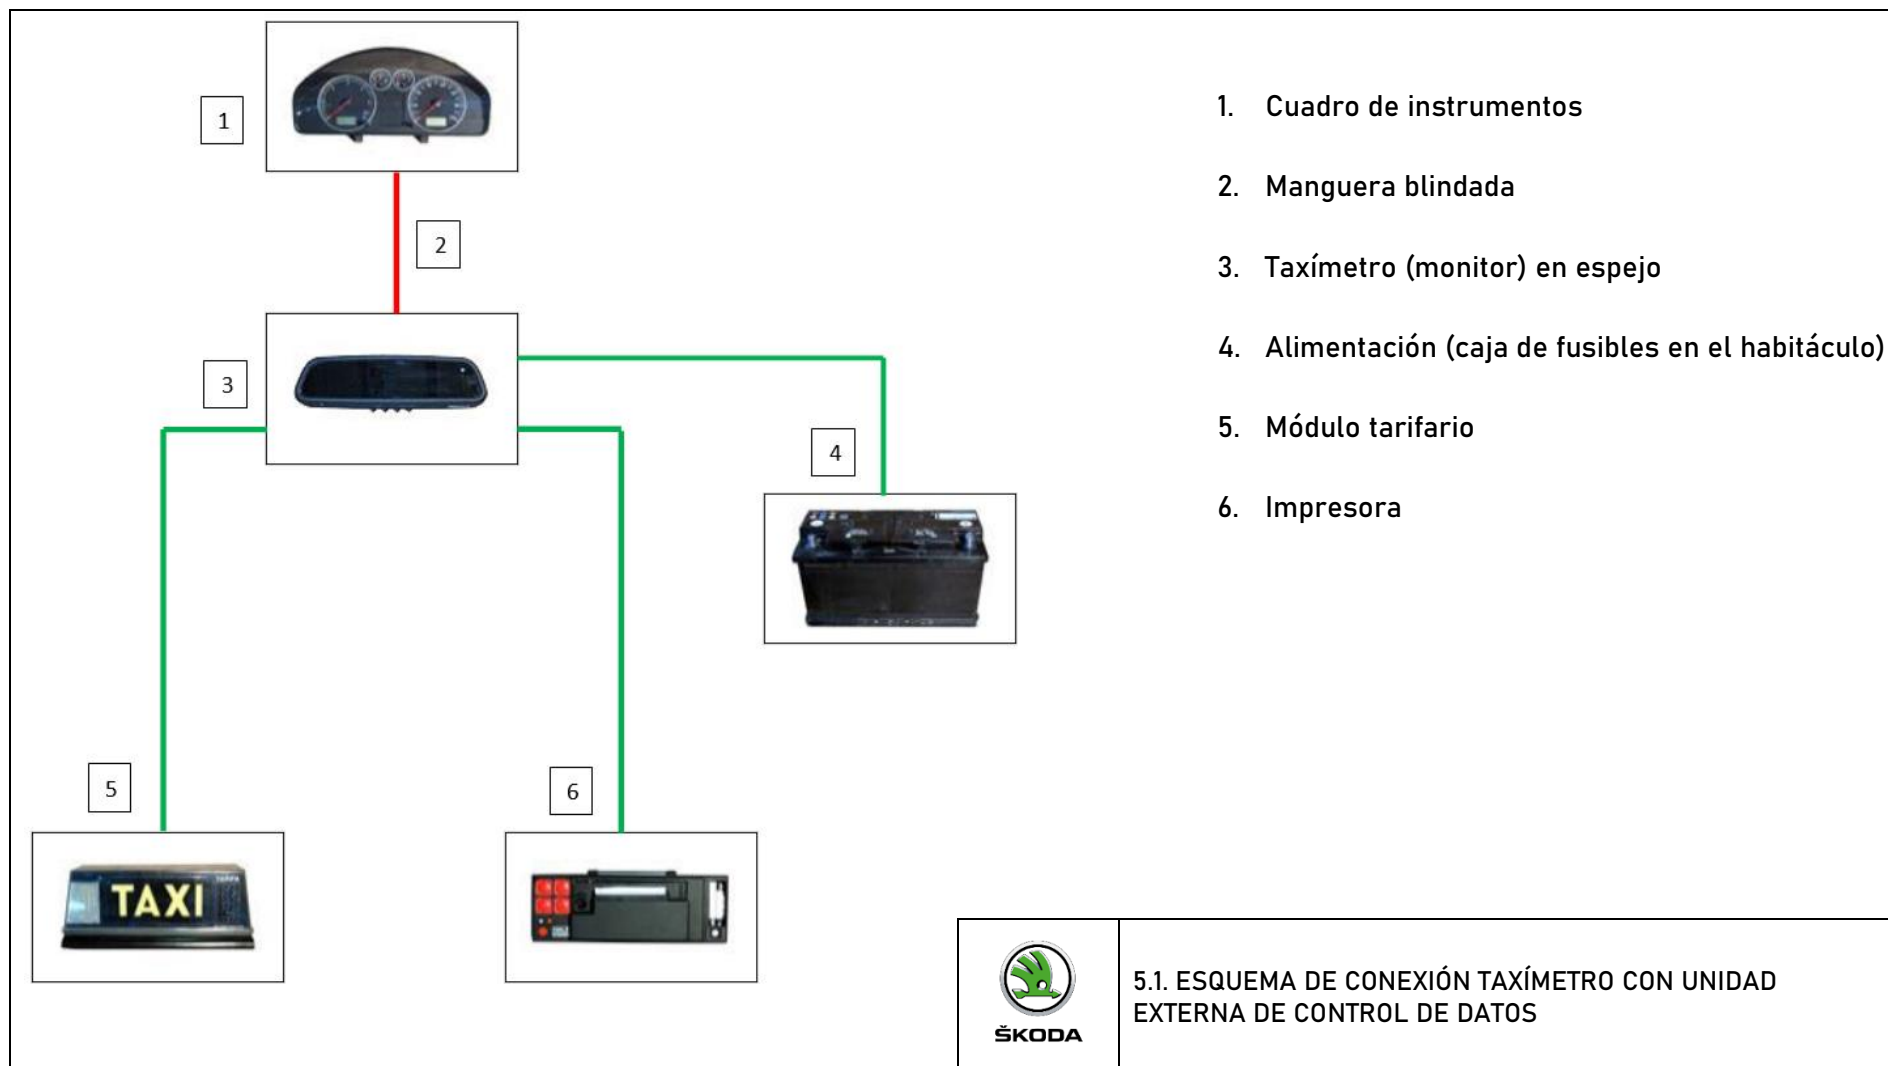 1
2
3
4
5
6
TAXI
1. Cuadro de instrumentos
2. Manguera blindada
3. Taxímetro (monitor) en espejo
4. Alimentación (caja de fusibles en el habitáculo)
5. Módulo tarifario
6. Impresora
ŠKODA
5.1. ESQUEMA DE CONEXIÓN TAXÍMETRO CON UNIDAD
EXTERNA DE CONTROL DE DATOS